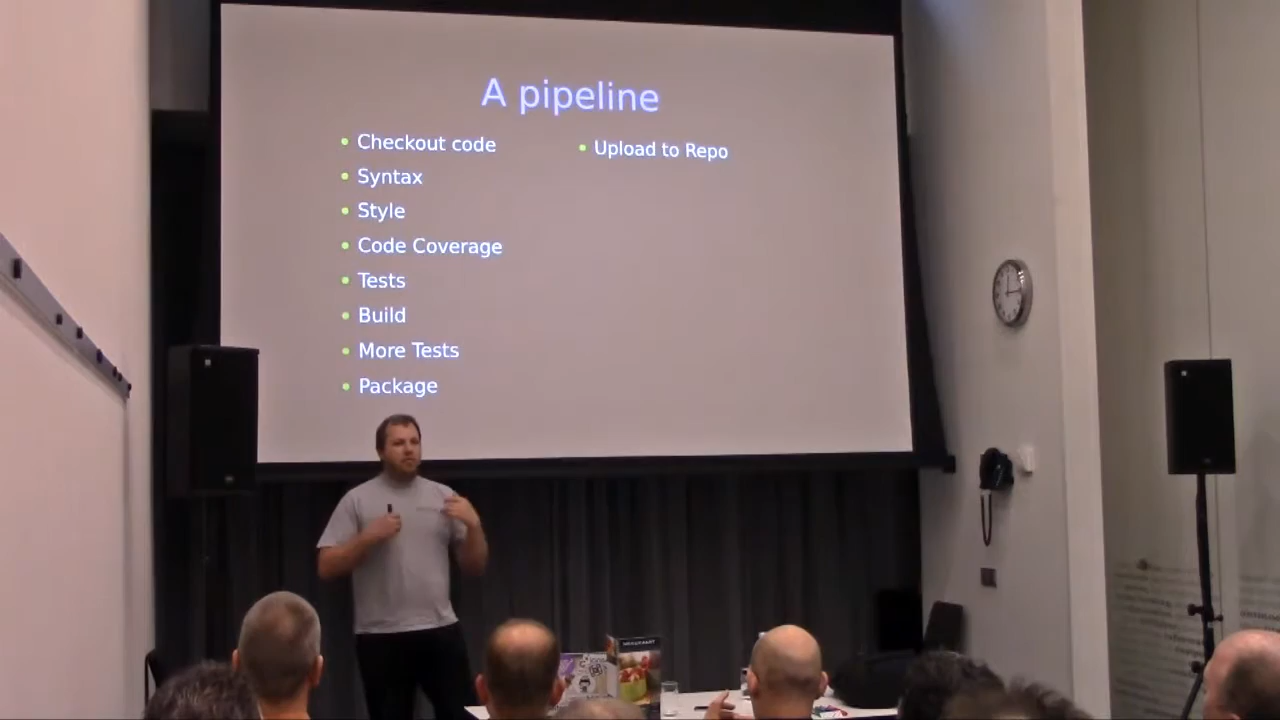 A pipeline
Checkout code
Syntax
Style
Code Coverage
Tests
Build
More Tests
Package
Upload to Repo